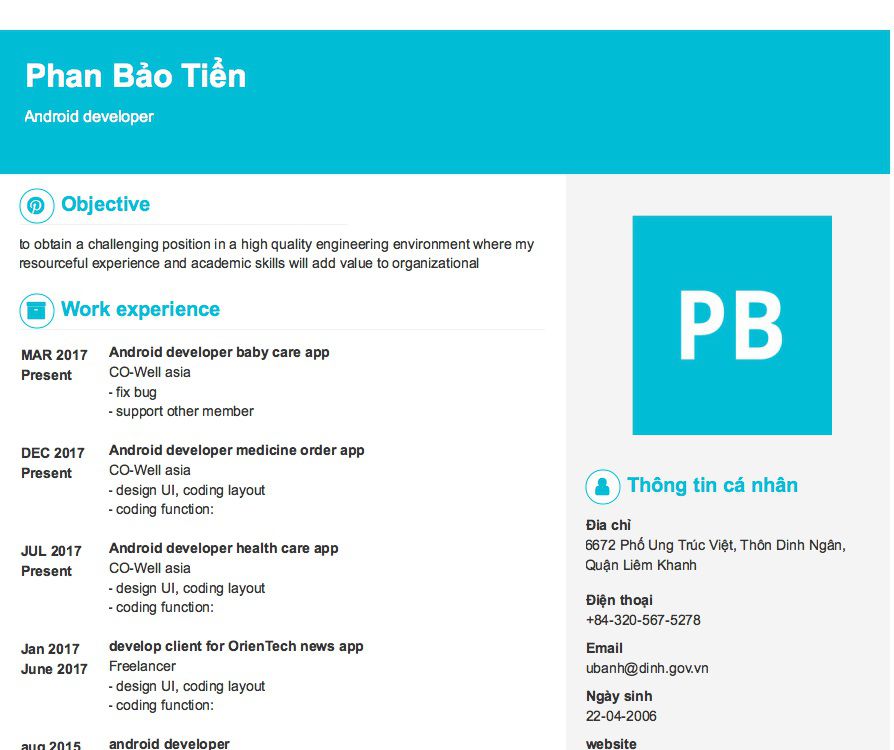 Phan Bảo Tiển
Android developer
Objective
to obtain a challenging position in a high quality engineering environment where my
resourceful experience and academic skills will add value to organizational
Work experience
MAR 2017
Present
Android developer baby care app
CO-Well asia
- fix bug
- support other member
DEC 2017
Present
Android developer medicine order app
CO-Well asia
- design UI, coding layout
- coding function:
JUL 2017
Present
Android developer health care app
CO-Well asia
- design UI, coding layout
- coding function:
Jan 2017
June 2017
develop client for OrienTech news app
Freelancer
- design UI, coding layout
- coding function:
aug 2015
android developer
PB
Thông tin cá nhân
Địa chỉ
6672 Phố Ung Trúc Việt, Thôn Dinh Ngân,
Quận Liêm Khanh
Điện thoại
+84-320-567-5278
Email
ubanh@dinh.gov.vn
Ngày sinh
22-04-2006
website